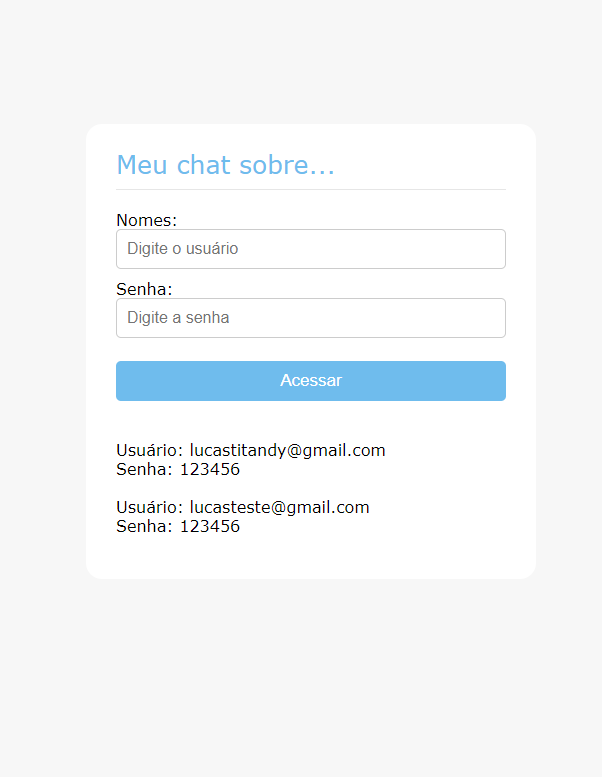 Meu chat sobre...
Nomes:
Digite o usuário
Senha:
Digite a senha
Acessar
Usuário: lucastitandy@gmail.com
Senha: 123456
Usuário: lucasteste@gmail.com
Senha: 123456